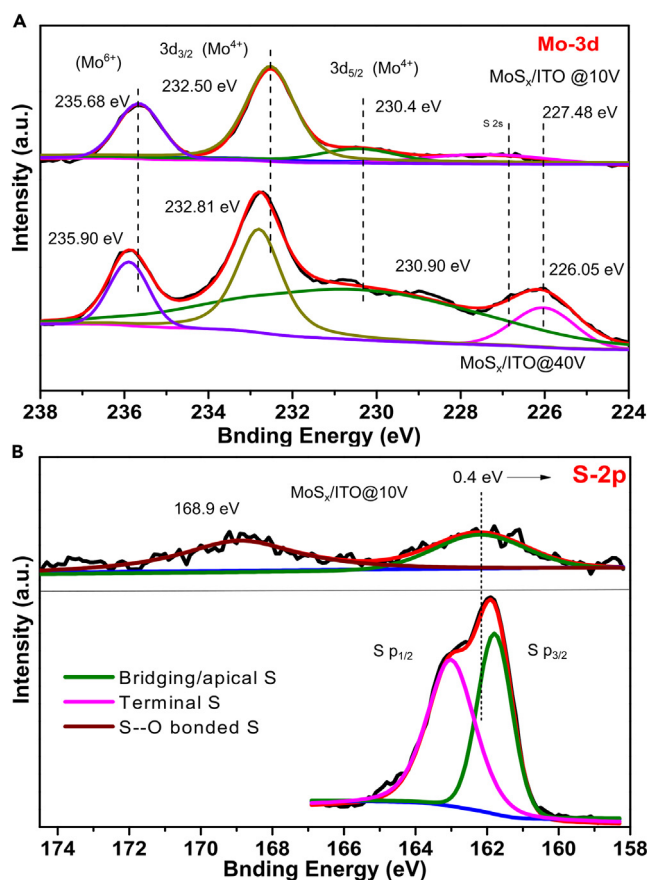 A
Mo-3d
(Mo6+)
3d3/2 (Mo4+)
3d5/2 (Mo4+)
MoSx/ITO @10V
235.68 eV
232.50 eV
230.4 eV
S 2s
227.48 eV
235.90 eV
232.81 eV
230.90 eV
226.05 eV
MoSx/ITO@40V
Intensity (a.u.)
238 236 234 232 230 228 226 224
Bnding Energy (eV)
B
S-2p
0.4 eV
MoSx/ITO@10V
168.9 eV
S p1/2
S p3/2
Bridging/apical S
Terminal S
S--O bonded S
Intensity (a.u.)
174 172 170 168 166 164 162 160 158
Bnding Energy (eV)